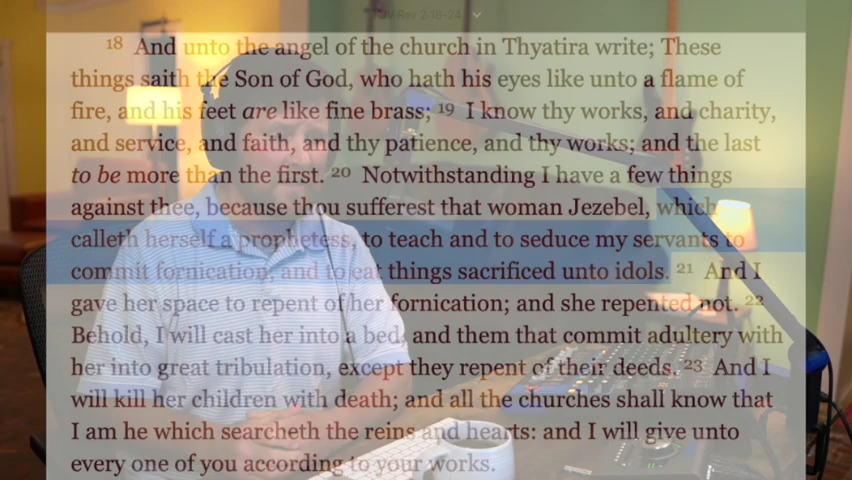 KJV Rev 2:18-24
18 And unto the angel of the church in Thyatira write; These
things saith the Son of God, who hath his eyes like unto a flame of
fire, and his feet are like fine brass; 19 I know thy works, and charity,
and service, and faith, and thy patience, and thy works; and the last
to be more than the first. 20 Notwithstanding I have a few things
against thee, because thou sufferest that woman Jezebel, which
calleth herself a prophetess, to teach and to seduce my servants to
commit fornication, and to eat things sacrificed unto idols. 21 And I
gave her space to repent of her fornication; and she repented not. 22
Behold, I will cast her into a bed, and them that commit adultery with
her into great tribulation, except they repent of their deeds. 23 And I
will kill her children with death; and all the churches shall know that
I am he which searcheth the reins and hearts: and I will give unto
every one of you according to your works.